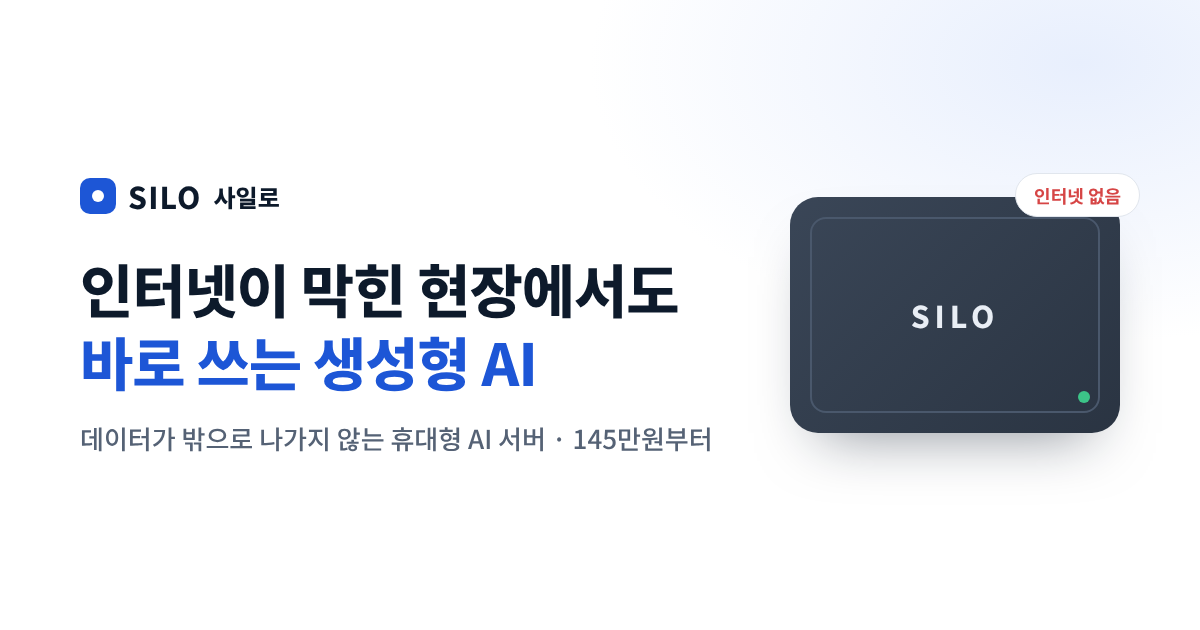 SILO 사일로
인터넷이 막힌 현장에서도
바로 쓰는 생성형 AI
데이터가 밖으로 나가지 않는 휴대형 AI 서버 · 145만원부터
인터넷 없음
SILO